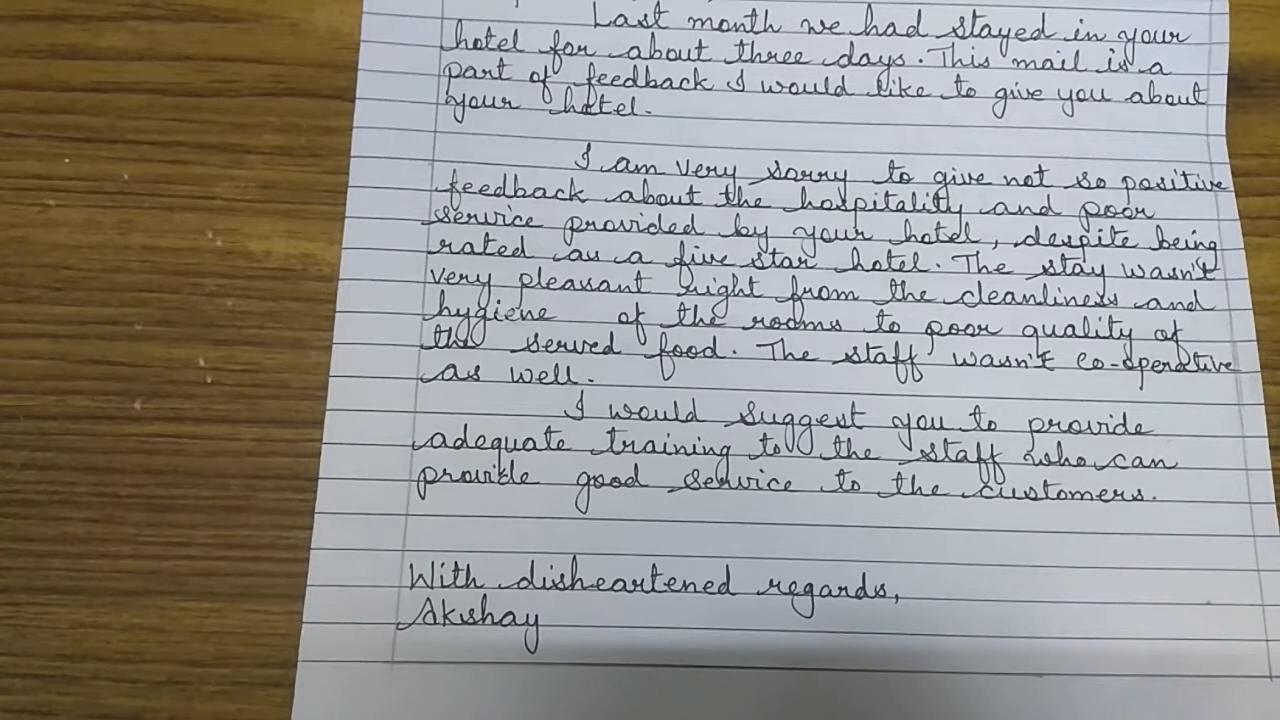 Last month we had stayed in your
hotel for about three days. This mail is a
part of feedback I would like to give you about
your hotel.
I am very sorry to give not so positive
feedback about the hospitality and poor
service provided by your hotel, despite being
rated as a five star hotel. The stay wasn't
very pleasant right from the cleanliness and
hygiene of the rooms to poor quality of
the served food. The staff wasn't co-operative
as well.
I would suggest you to provide
adequate training to the staff who can
provide good service to the customers.
With disheartened regards,
Akshay